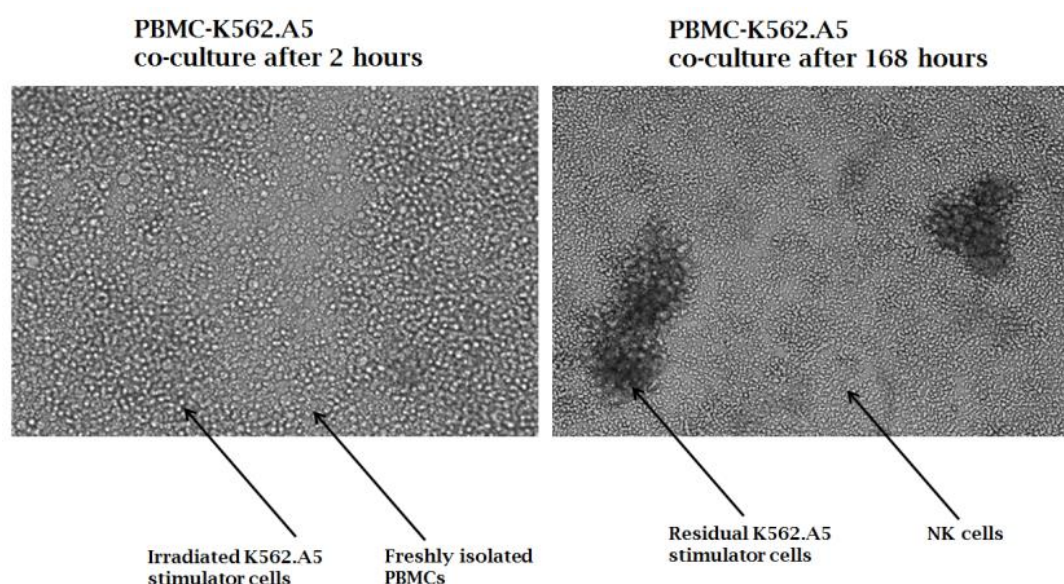 PBMC-K562.A5
co-culture after 2 hours
PBMC-K562.A5
co-culture after 168 hours
Irradiated K562.A5
stimulator cells
Freshly isolated
PBMCs
Residual K562.A5
stimulator cells
NK cells